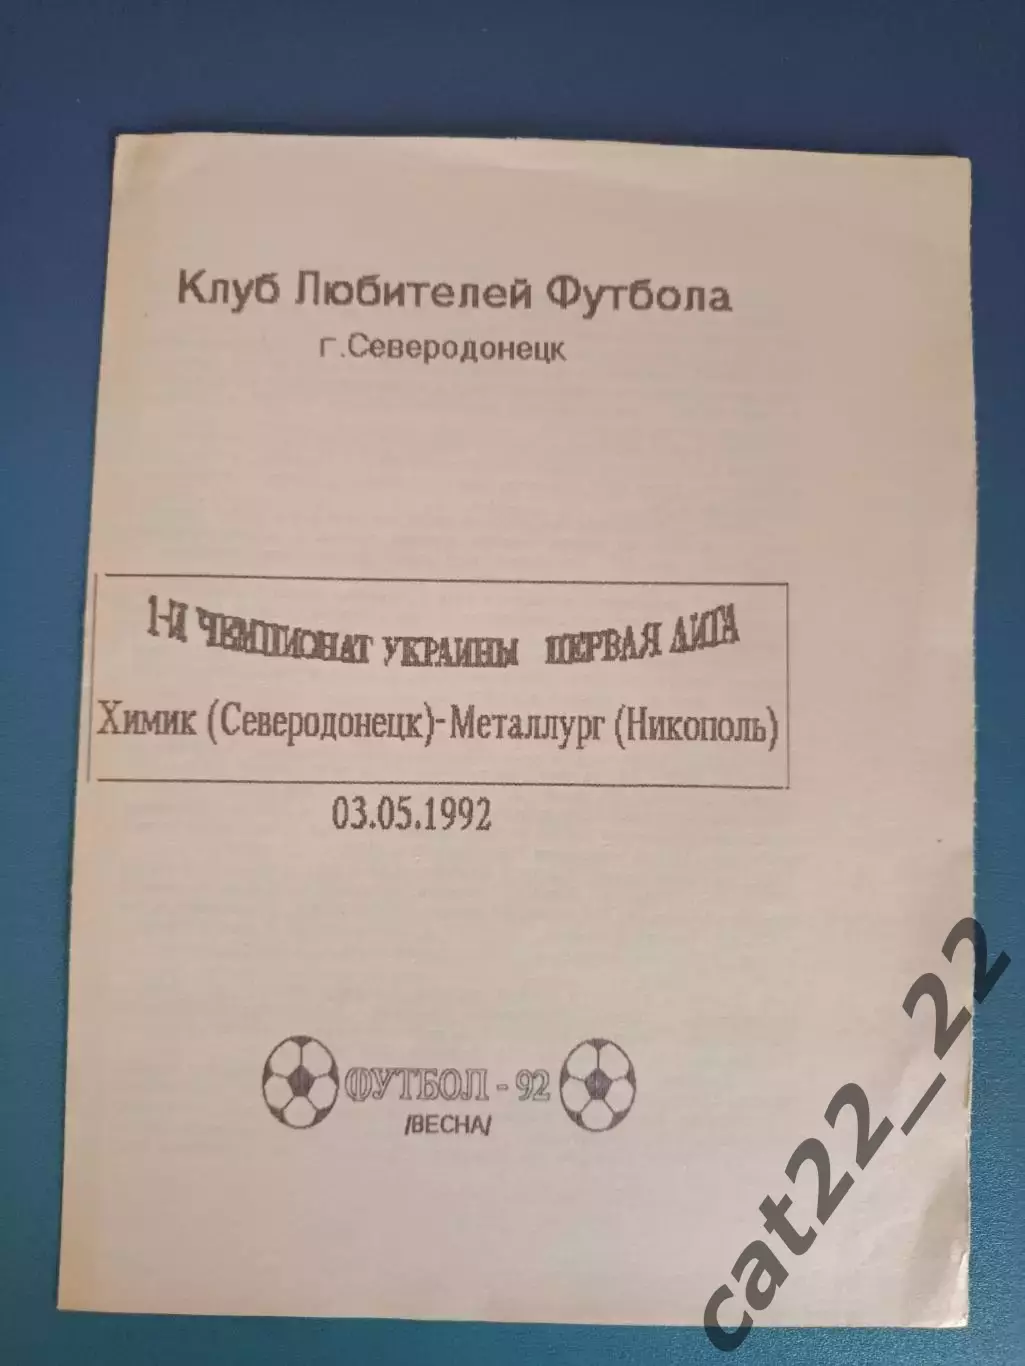 Клуб Любителей Футбола
г.Северодонецк
1-Й ЧЕМПИОНАТ УКРАИНЫ ПЕРВАЯ ЛИГА
Химик (Северодонецк)-Металлург (Никополь)
03.05.1992
ФУТБОЛ - 92
/ВЕСНА/
cat22_22